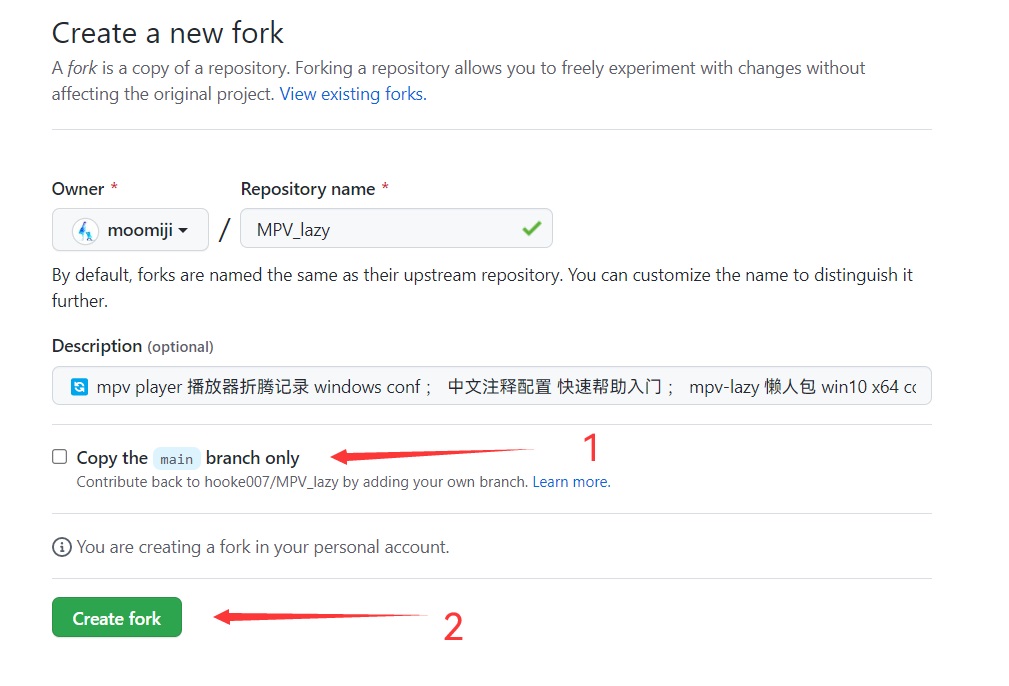 Create a new fork
A fork is a copy of a repository. Forking a repository allows you to freely experiment with changes without
affecting the original project. View existing forks.
Owner * Repository name *
moomiji / MPV_lazy
By default, forks are named the same as their upstream repository. You can customize the name to distinguish it
further.
Description (optional)
mpv player 播放器折腾记录 windows conf ； 中文注释配置 快速帮助入门 ； mpv-lazy 懒人包 win10 x64 cc
Copy the main branch only 1
Contribute back to hooke007/MPV_lazy by adding your own branch. Learn more.
You are creating a fork in your personal account.
Create fork 2